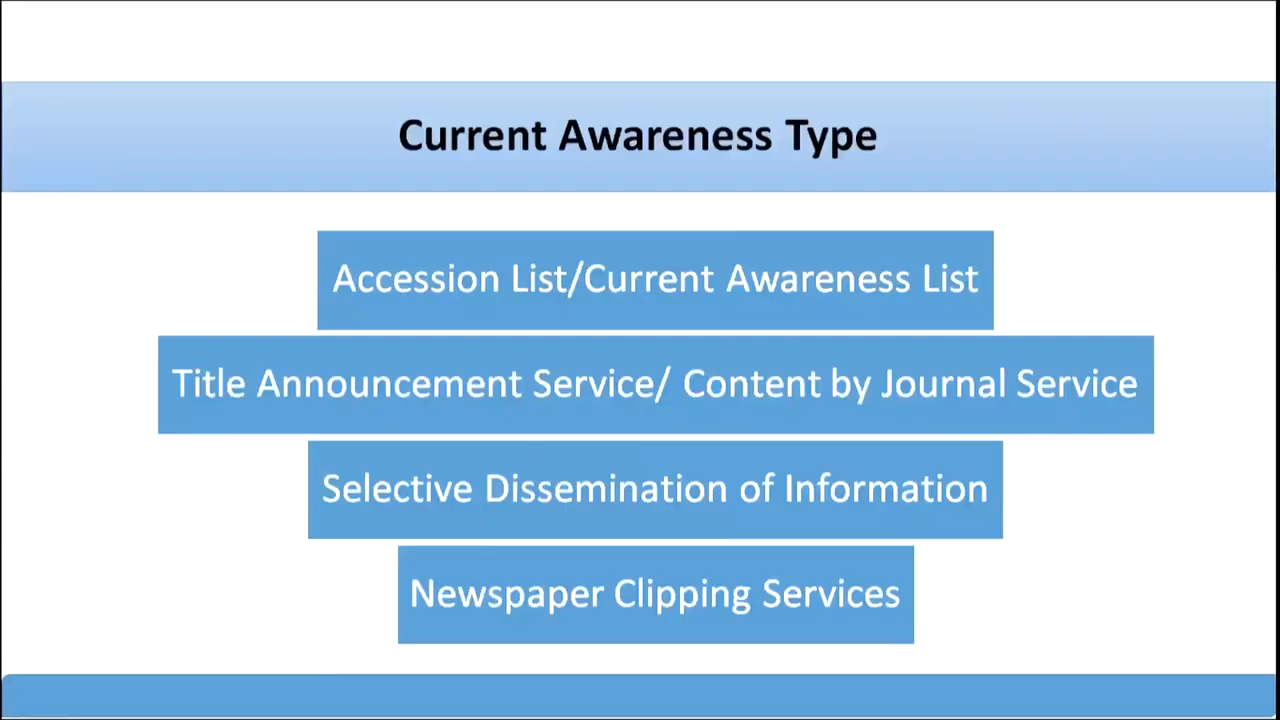 Current Awareness Type
Accession List/Current Awareness List
Title Announcement Service/ Content by Journal Service
Selective Dissemination of Information
Newspaper Clipping Services